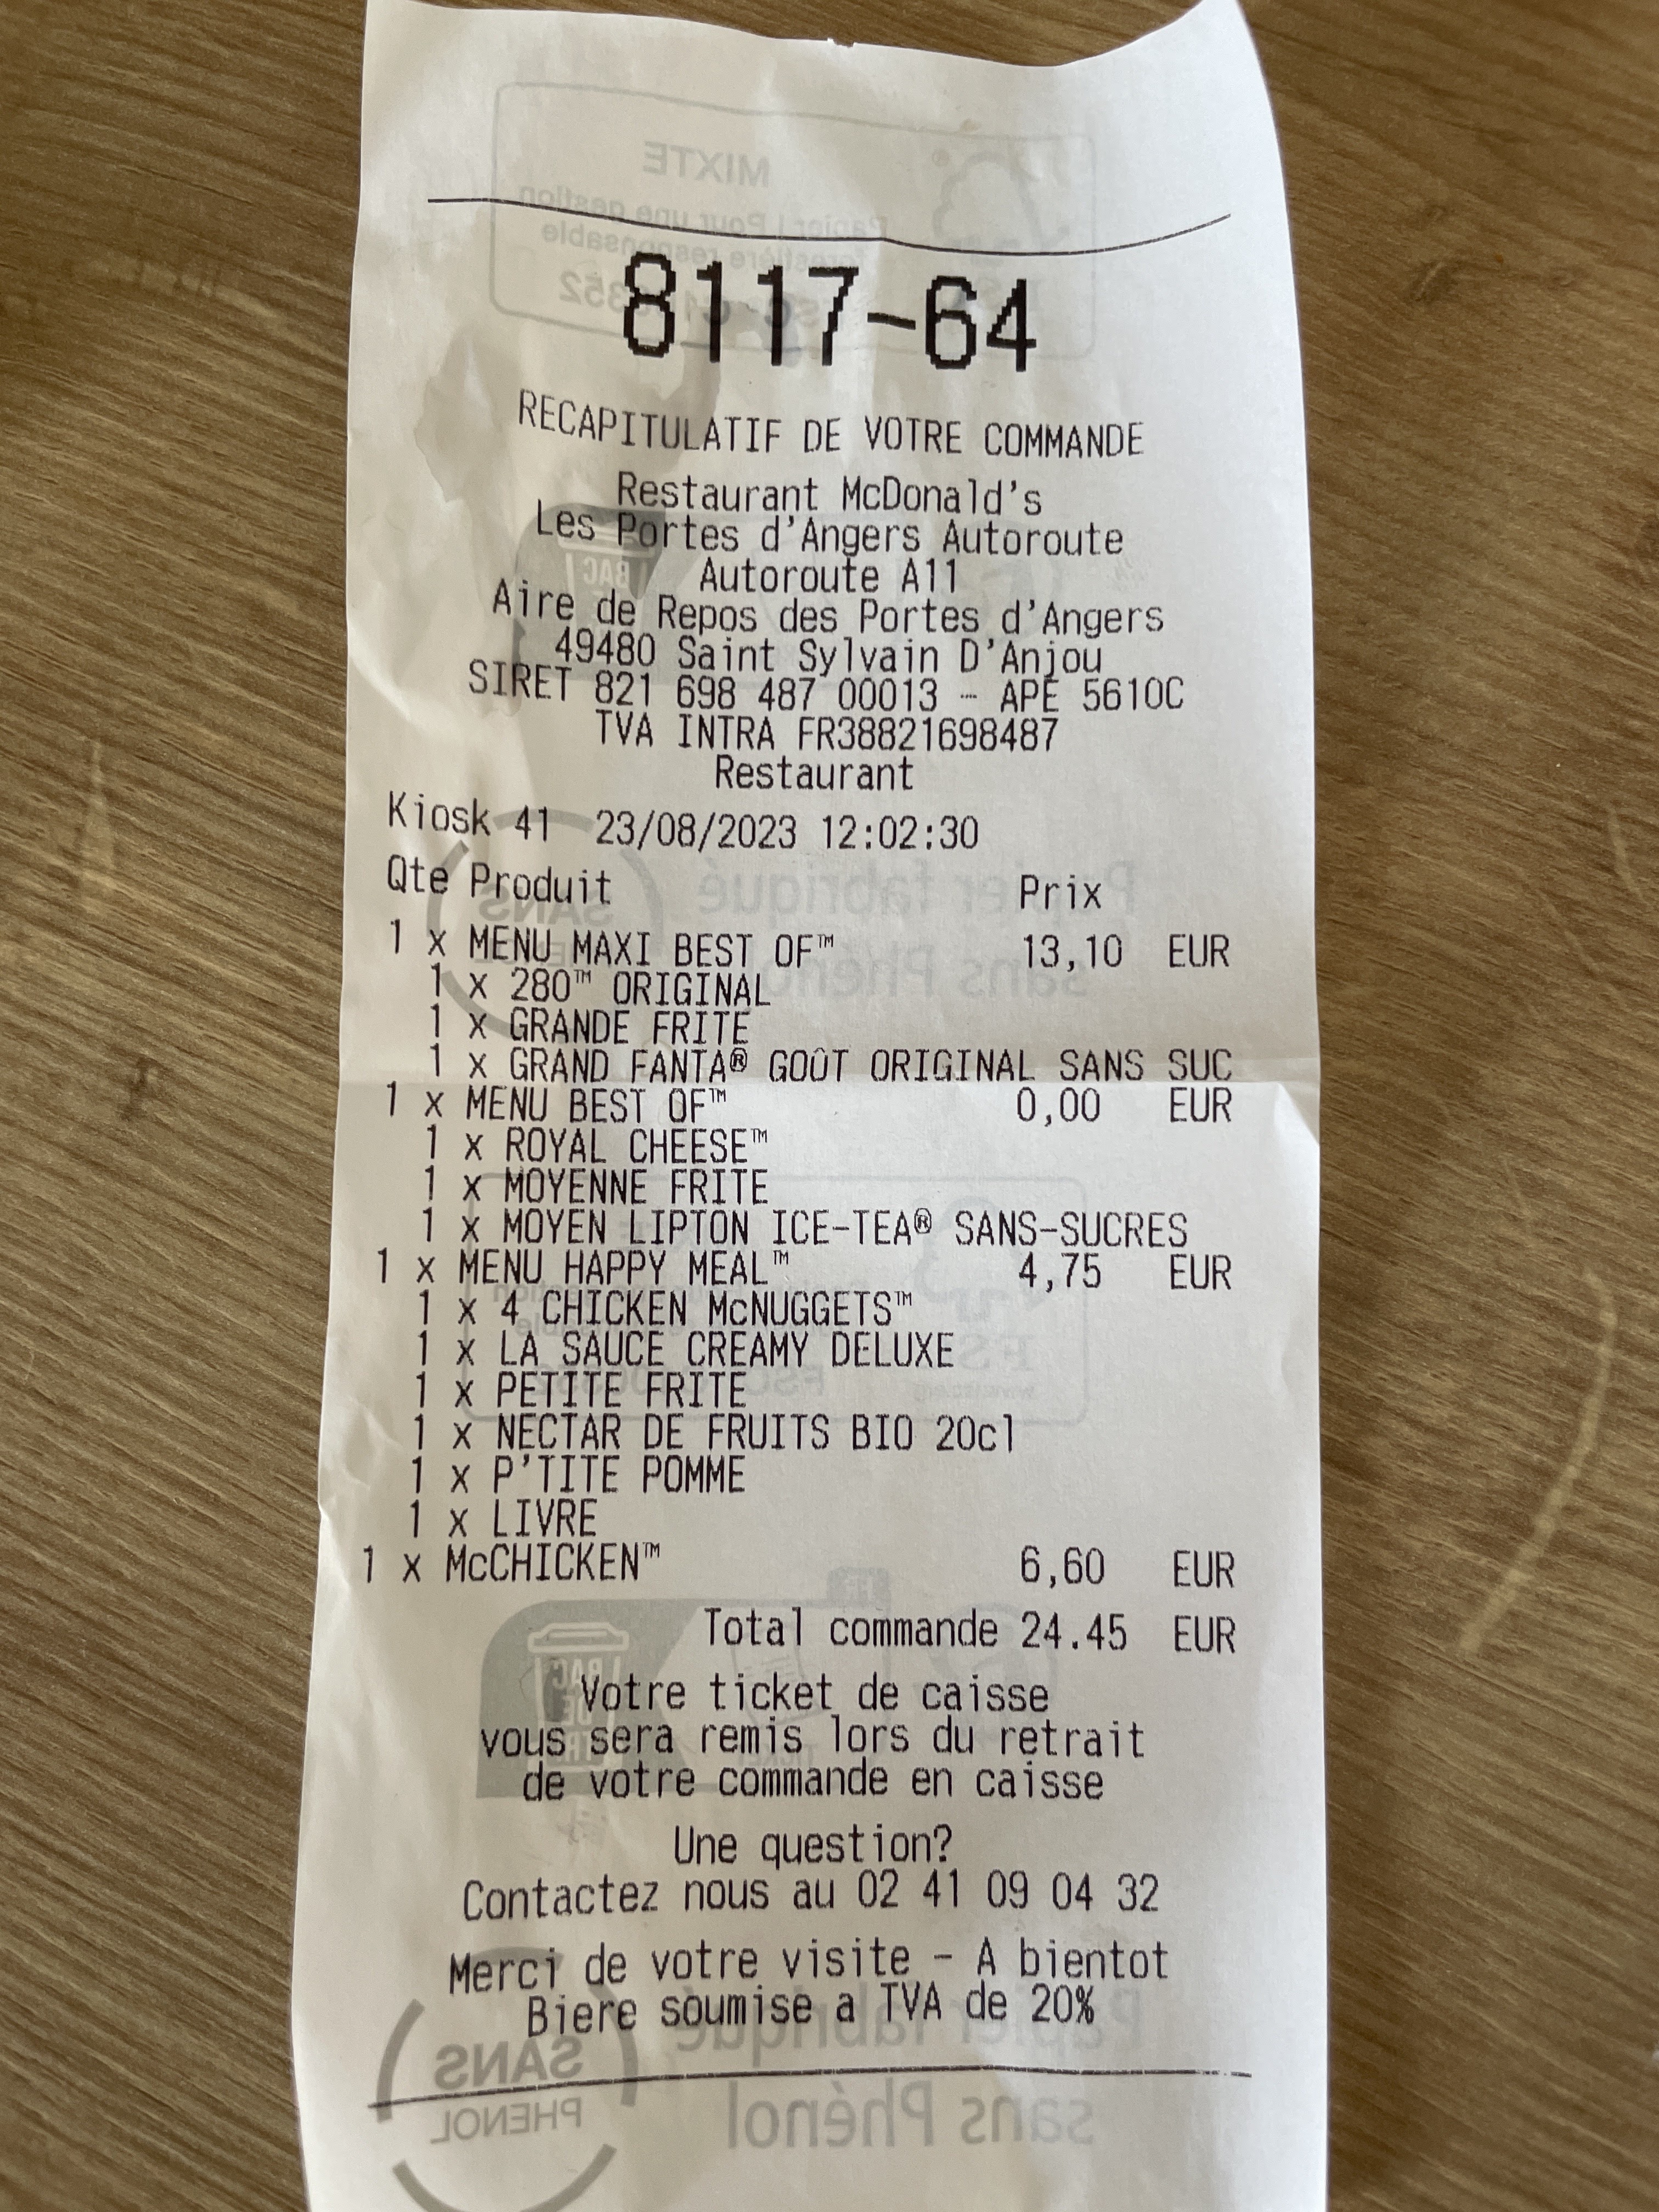 8117-64
RECAPITULATIF DE VOTRE COMMANDE
Restaurant McDonald's
Les Portes d'Angers Autoroute
Autoroute A11
Aire de Repos des Portes d'Angers
49480 Saint Sylvain D'Anjou
SIRET 821 698 487 00013 - APE 5610C
TVA INTRA FR38821698487
Restaurant
Kiosk 41 23/08/2023 12:02:30
Qte Produit Prix
1 x MENU MAXI BEST OF™ 13,10 EUR
1 x 280™ ORIGINAL
1 x GRANDE FRITE
1 x GRAND FANTA® GOÛT ORIGINAL SANS SUC
1 x MENU BEST OF™ 0,00 EUR
1 x ROYAL CHEESE™
1 x MOYENNE FRITE
1 x MOYEN LIPTON ICE-TEA® SANS-SUCRES
1 x MENU HAPPY MEAL™ 4,75 EUR
1 x 4 CHICKEN McNUGGETS™
1 x LA SAUCE CREAMY DELUXE
1 x PETITE FRITE
1 x NECTAR DE FRUITS BIO 20cl
1 x P'TITE POMME
1 x LIVRE
1 x McCHICKEN™ 6,60 EUR
Total commande 24.45 EUR
Votre ticket de caisse
vous sera remis lors du retrait
de votre commande en caisse
Une question?
Contactez nous au 02 41 09 04 32
Merci de votre visite - A bientot
Biere soumise a TVA de 20%